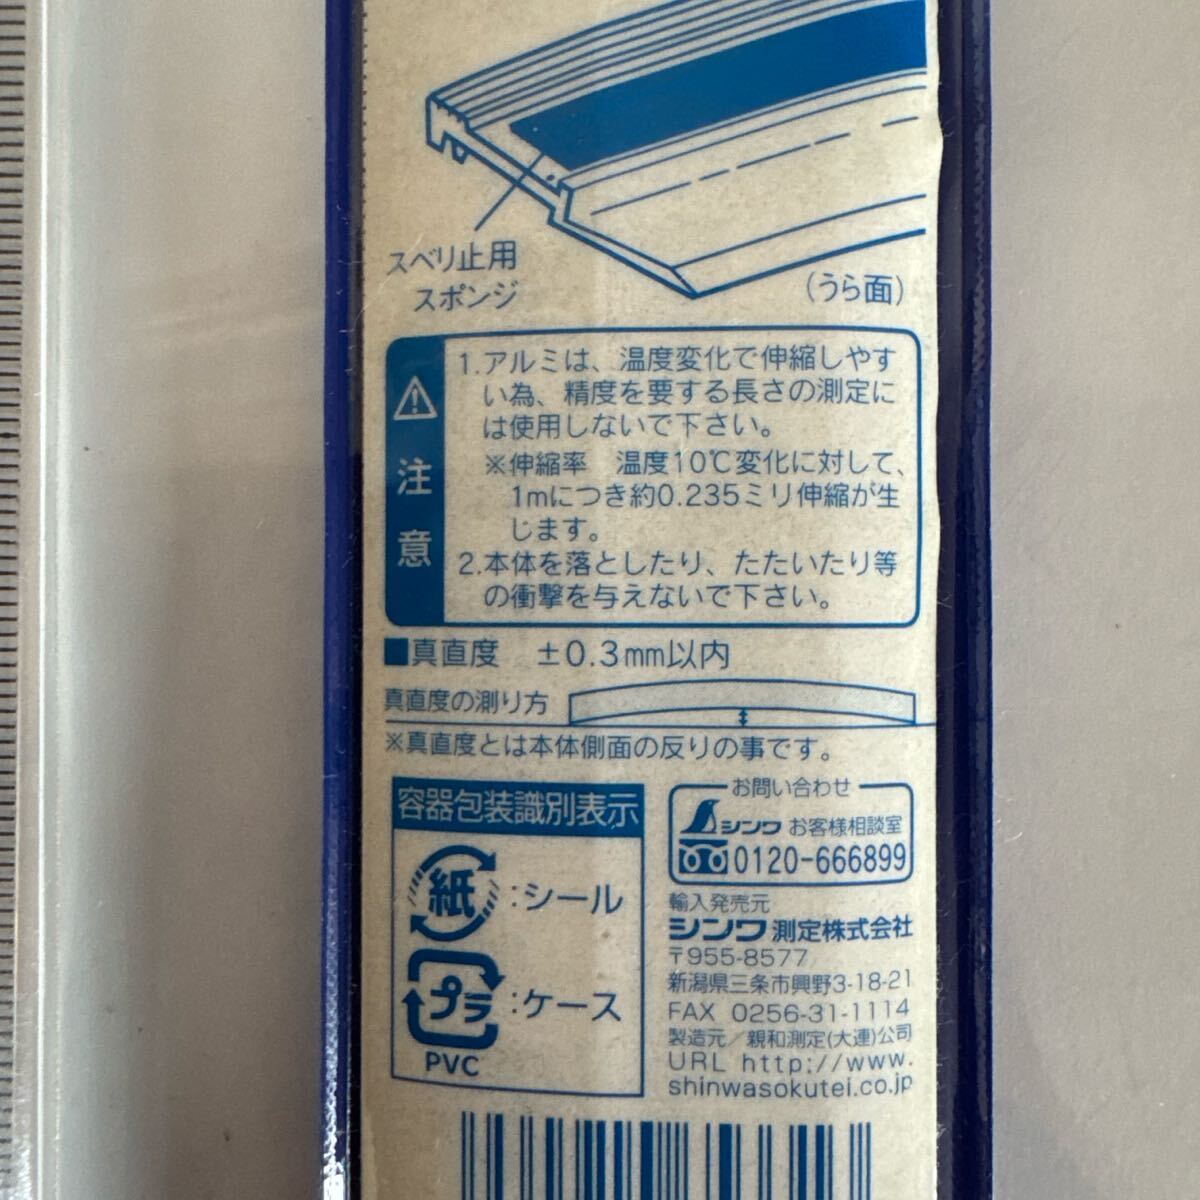 スベリ止用
スポンジ
(うら面)
注意
1.アルミは、温度変化で伸縮しやす
い為、精度を要する長さの測定に
は使用しないで下さい。
※伸縮率 温度10℃変化に対して、
1mにつき約0.235ミリ伸縮が生
じます。
2.本体を落としたり、たたいたり等
の衝撃を与えないで下さい。
■真直度 ±0.3mm以内
真直度の測り方
※真直度とは本体側面の反りの事です。
容器包装識別表示
紙:シール
プラ:ケース
PVC
お問い合わせ
シンワ お客様相談室
0120-666899
輸入発売元
シンワ測定株式会社
〒955-8577
新潟県三条市興野3-18-21
FAX 0256-31-1114
製造元/親和測定(大連)公司
URL http://www.
shinwasokutei.co.jp